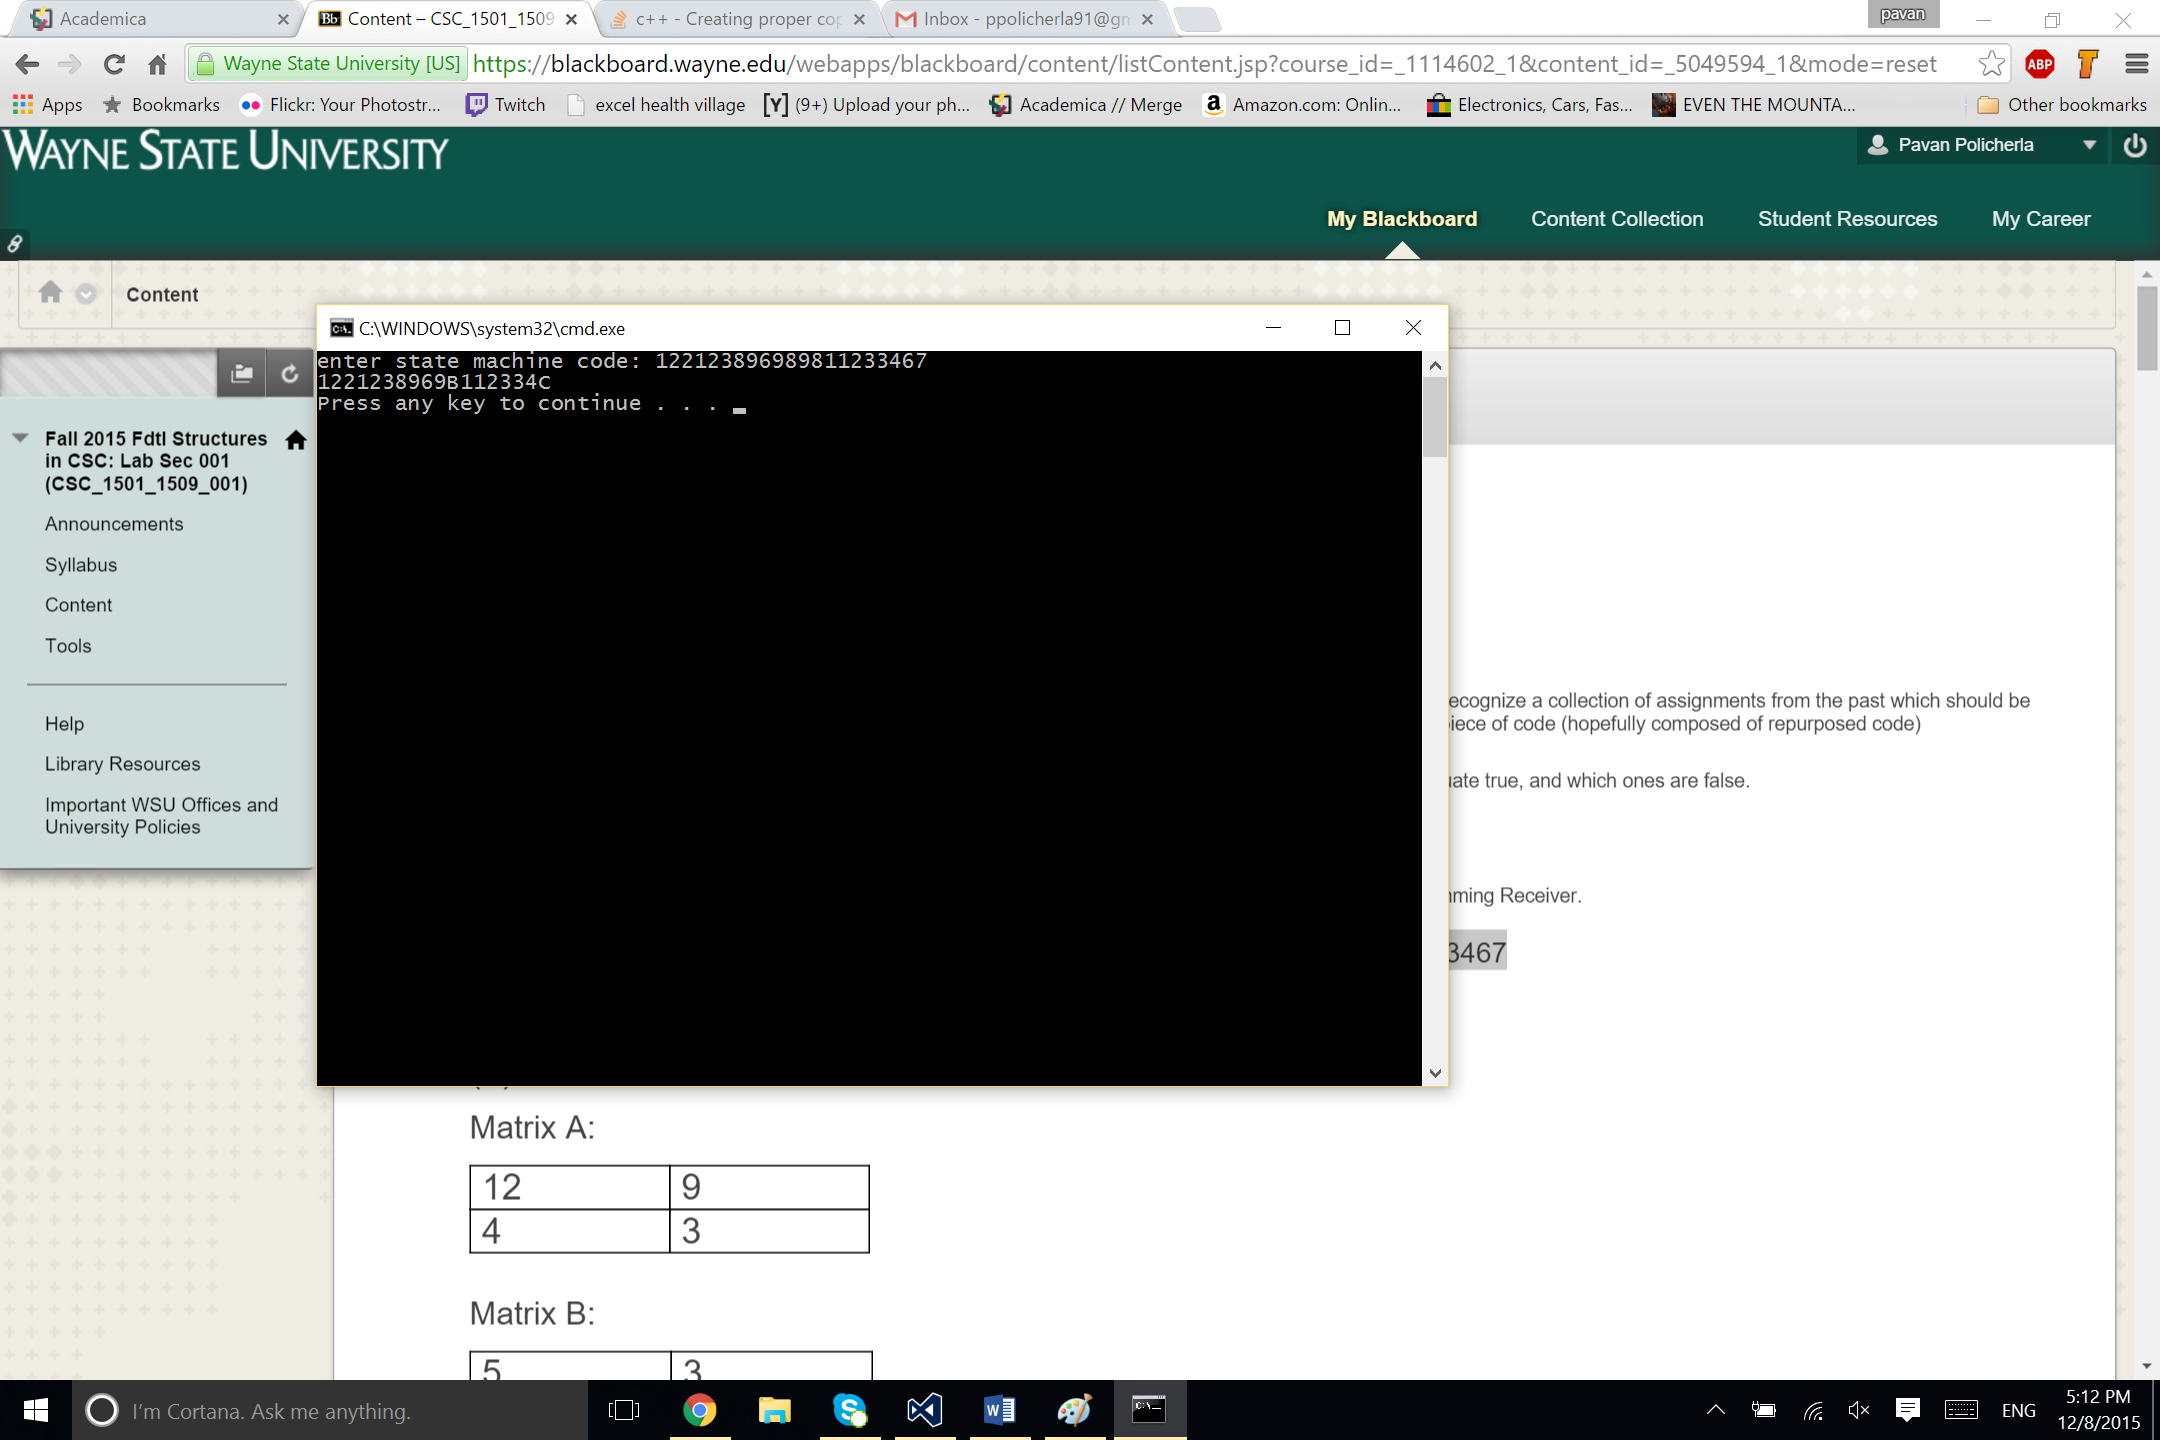 Academica
Content – CSC_1501_1509
c++ - Creating proper cop
Inbox - ppolicherla91@gm
pavan
Wayne State University [US] https://blackboard.wayne.edu/webapps/blackboard/content/listContent.jsp?course_id=_1114602_1&content_id=_5049594_1&mode=reset
ABP
Apps Bookmarks Flickr: Your Photostr... Twitch excel health village [Y] (9+) Upload your ph... Academica // Merge Amazon.com: Onlin... Electronics, Cars, Fas... EVEN THE MOUNTA... Other bookmarks
WAYNE STATE UNIVERSITY
Pavan Policherla
My Blackboard Content Collection Student Resources My Career
Content
C:\WINDOWS\system32\cmd.exe
enter state machine code: 122123896989811233467
1221238969B112334C
Press any key to continue . . .
Fall 2015 Fdtl Structures
in CSC: Lab Sec 001
(CSC_1501_1509_001)
Announcements
Syllabus
Content
Tools
Help
Library Resources
Important WSU Offices and
University Policies
ecognize a collection of assignments from the past which should be
iece of code (hopefully composed of repurposed code)
uate true, and which ones are false.
mming Receiver.
3467
Matrix A:
12 9
4 3
Matrix B:
5 3
I'm Cortana. Ask me anything.
ENG
5:12 PM
12/8/2015